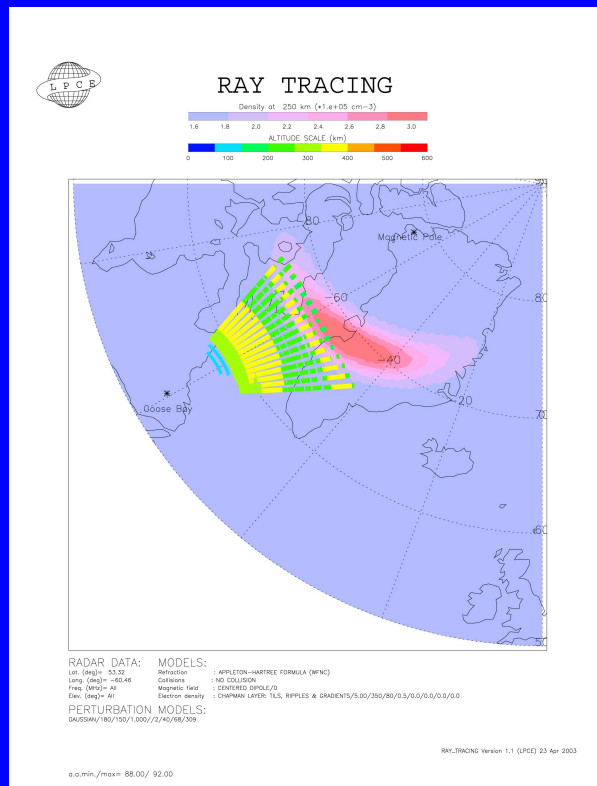 L P C E
RAY TRACING
Density at 250 km (*1.e+05 cm-3)
1.6 1.8 2.0 2.2 2.4 2.6 2.8 3.0
ALTITUDE SCALE (km)
0 100 200 300 400 500 600
80
Magnetic Pole
-60
80
-40
-20
70
Goose Bay
60
RADAR DATA:
Lat. (deg)= 53.32
Long. (deg)= -60.46
Freq. (MHz)= All
Elev. (deg)= All
MODELS:
Refraction : APPLETON-HARTREE FORMULA (WFNC)
Collisions : NO COLLISION
Magnetic field : CENTERED DIPOLE/0
Electron density : CHAPMAN LAYER: TILS, RIPPLES & GRADIENTS/5.00/350/80/0.5/0.0/0.0/0.0/0.0
PERTURBATION MODELS:
GAUSSIAN/180/150/1.000//2/40/68/309
RAY_TRACING Version 1.1 (LPCE) 23 Apr 2003
a.a.min./max= 88.00/ 92.00